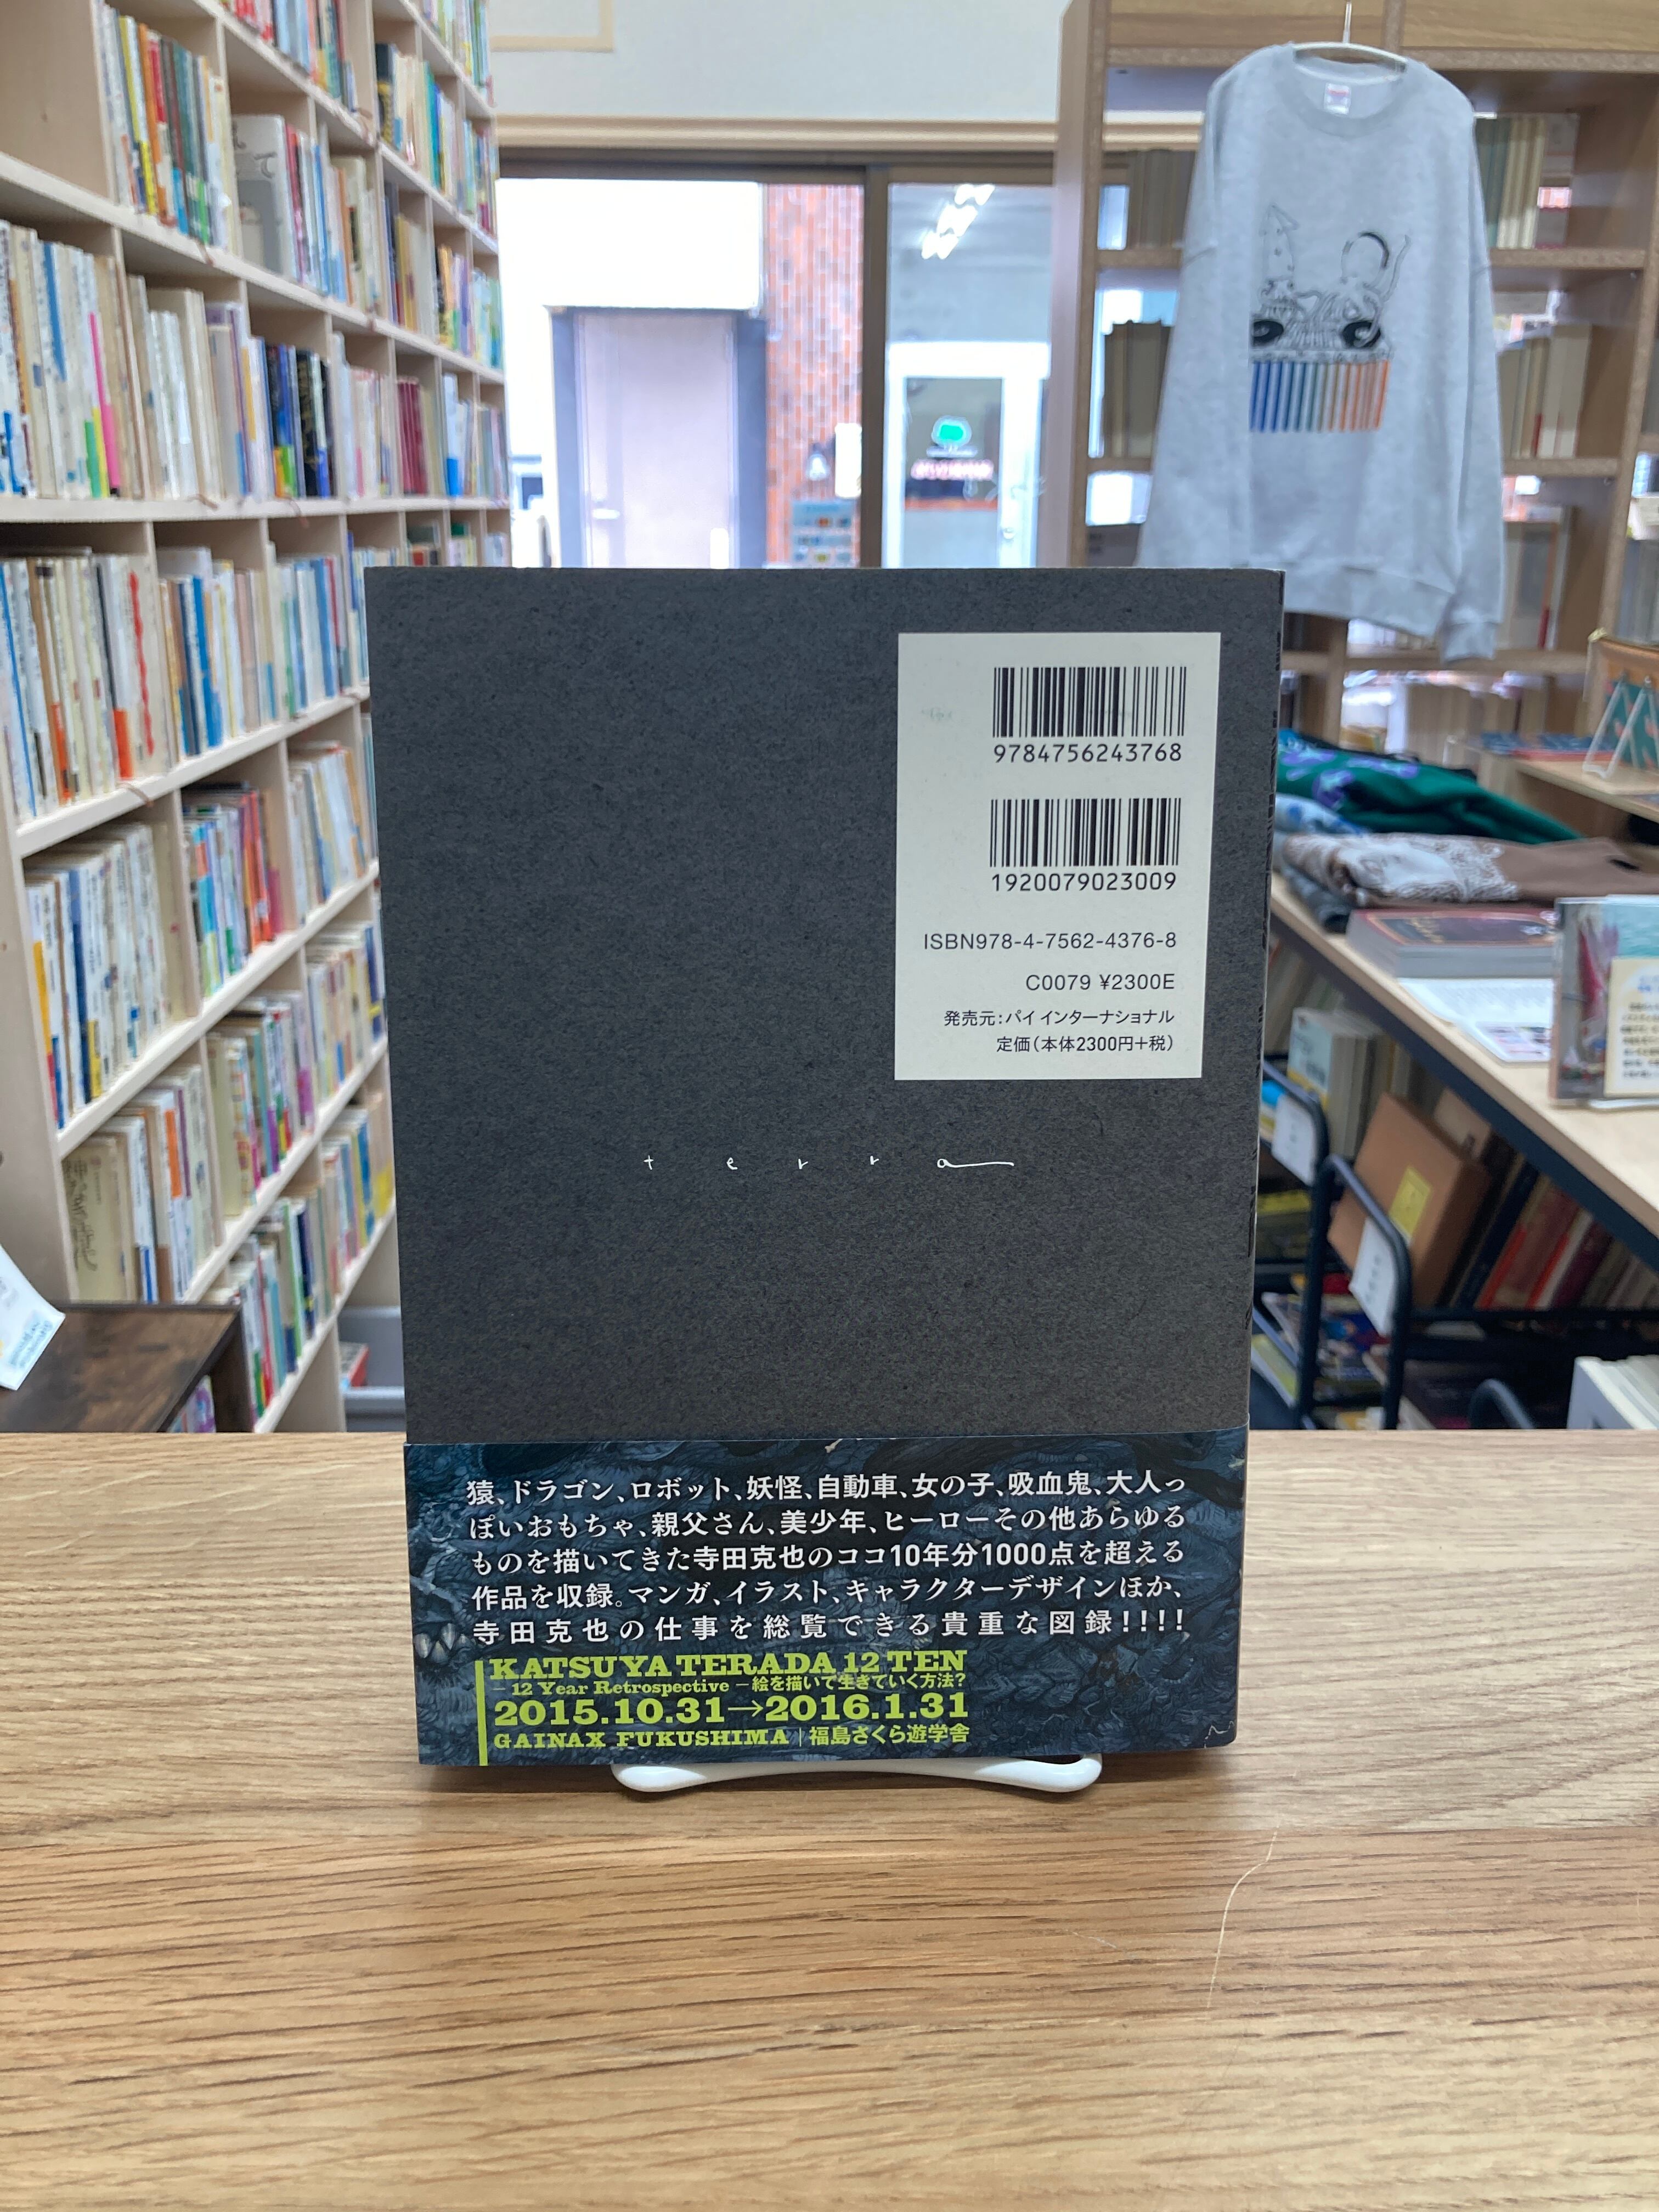 9784756243768
1920079023009
ISBN978-4-7562-4376-8
C0079 ¥2300E
発売元:パイ インターナショナル
定価(本体2300円+税)
terra
猿、ドラゴン、ロボット、妖怪、自動車、女の子、吸血鬼、大人っ
ぽいおもちゃ、親父さん、美少年、ヒーローその他あらゆる
ものを描いてきた寺田克也のココ10年分1000点を超える
作品を収録。マンガ、イラスト、キャラクターデザインほか、
寺田克也の仕事を総覧できる貴重な図録!!!!
KATSUYA TERADA 12 TEN
– 12 Year Retrospective – 絵を描いて生きていく方法?
2015.10.31→2016.1.31
GAINAX FUKUSHIMA | 福島さくら遊学舎